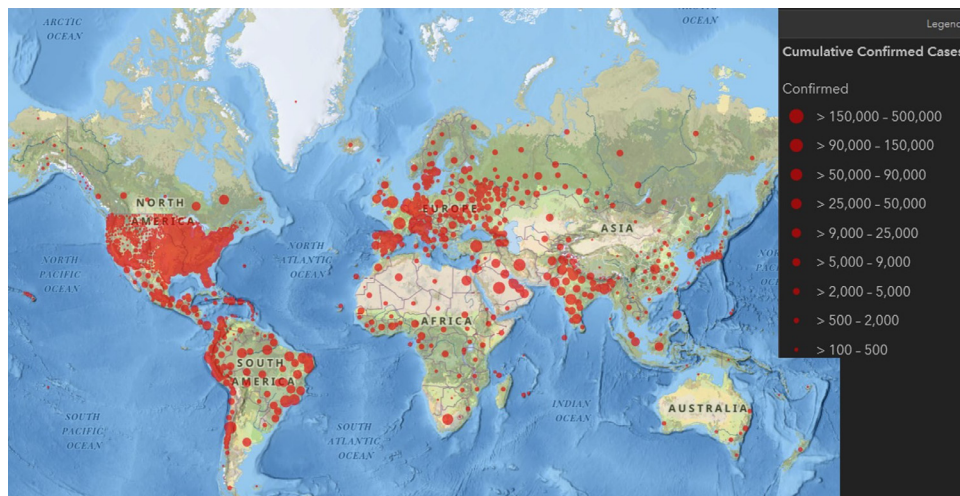 ARCTIC
OCEAN
ARCTIC
OCEAN
Legend
Cumulative Confirmed Cases
Confirmed
> 150,000 – 500,000
> 90,000 – 150,000
> 50,000 – 90,000
> 25,000 – 50,000
> 9,000 – 25,000
> 5,000 – 9,000
> 2,000 – 5,000
> 500 – 2,000
> 100 – 500
NORTH
AMERICA
EUROPE
ASIA
NORTH
PACIFIC
OCEAN
NORTH
ATLANTIC
OCEAN
AFRICA
SOUTH
AMERICA
AUSTRALIA
INDIAN
OCEAN
SOUTH
PACIFIC
OCEAN
SOUTH
ATLANTIC
OCEAN